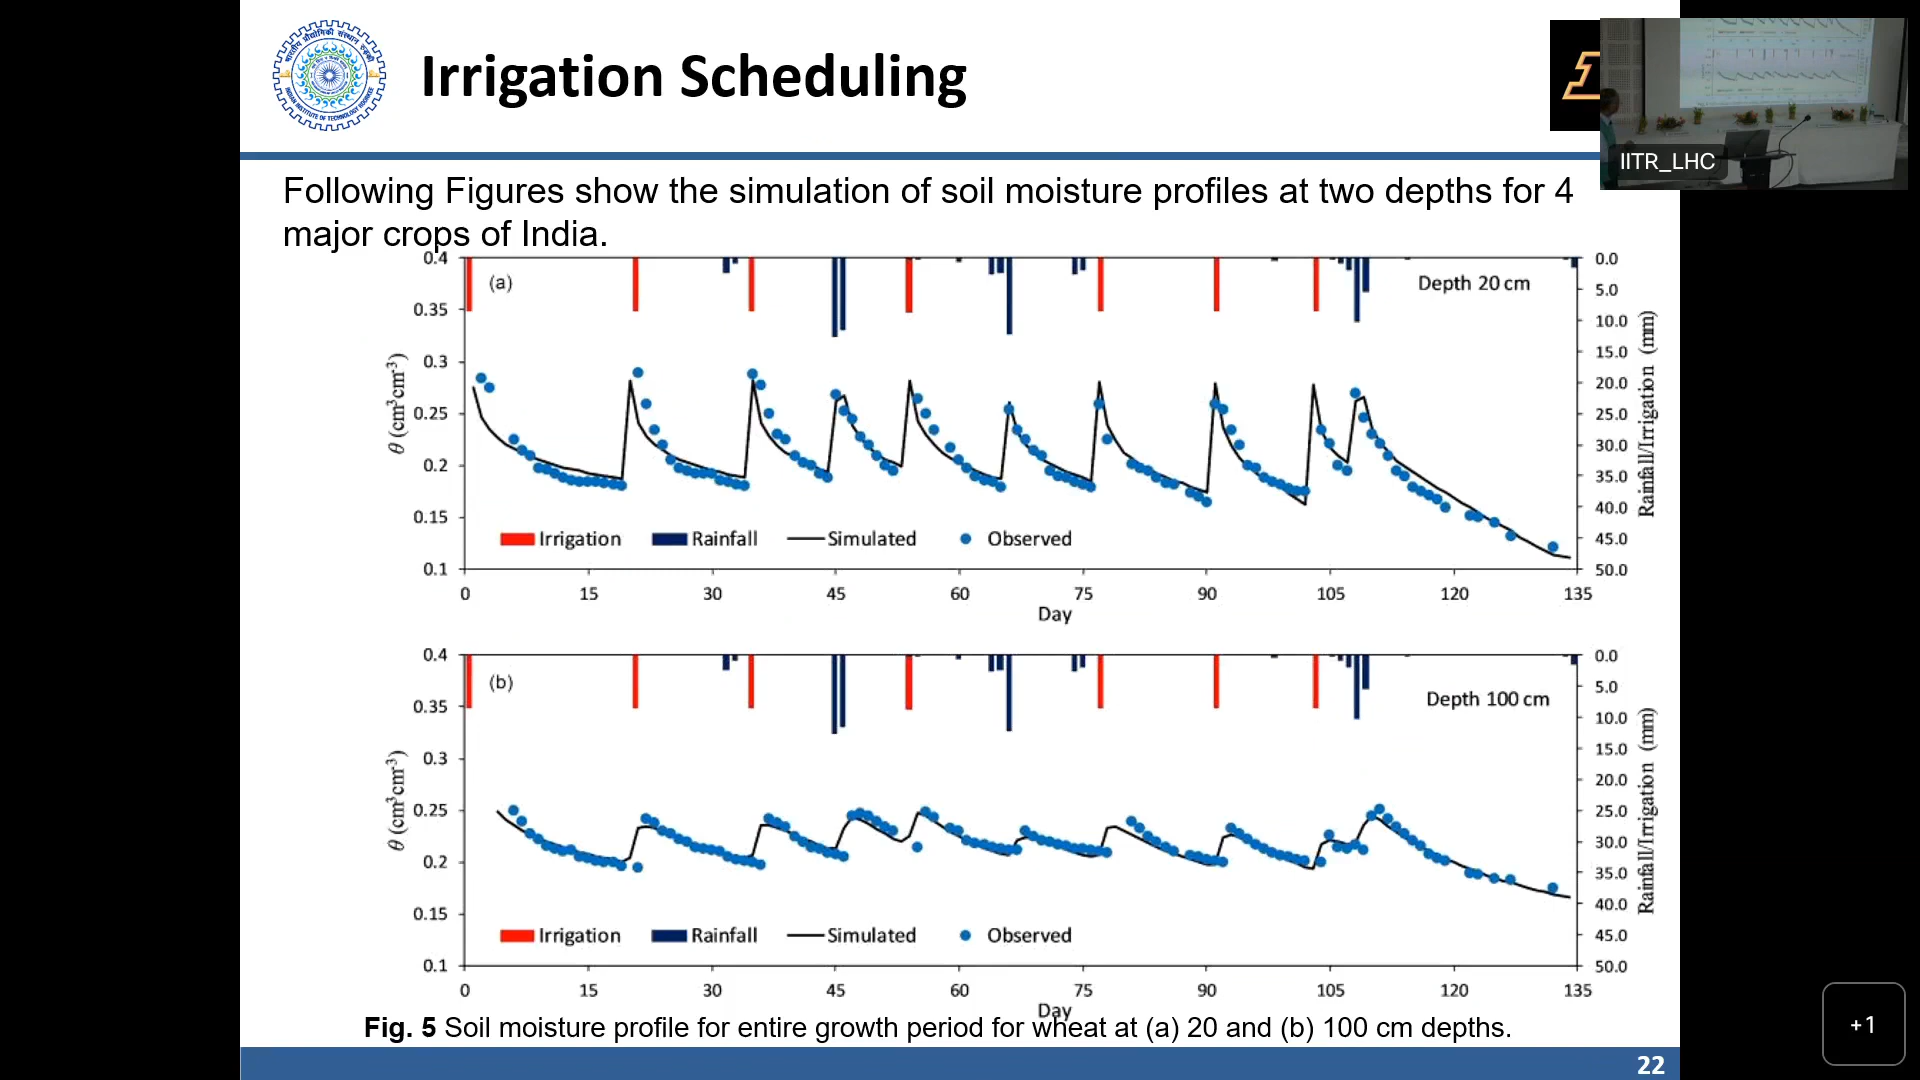 Irrigation Scheduling
IITR_LHC
Following Figures show the simulation of soil moisture profiles at two depths for 4
major crops of India.
(a)
Depth 20 cm
0.4
0.35
0.3
0.25
0.2
0.15
0.1
θ (cm³cm⁻³)
0.0
5.0
10.0
15.0
20.0
25.0
30.0
35.0
40.0
45.0
50.0
Rainfall/Irrigation (mm)
Irrigation Rainfall Simulated Observed
0 15 30 45 60 75 90 105 120 135
Day
(b)
Depth 100 cm
0.4
0.35
0.3
0.25
0.2
0.15
0.1
θ (cm³cm⁻³)
0.0
5.0
10.0
15.0
20.0
25.0
30.0
35.0
40.0
45.0
50.0
Rainfall/Irrigation (mm)
Irrigation Rainfall Simulated Observed
0 15 30 45 60 75 90 105 120 135
Day
Fig. 5 Soil moisture profile for entire growth period for wheat at (a) 20 and (b) 100 cm depths.
+1
22